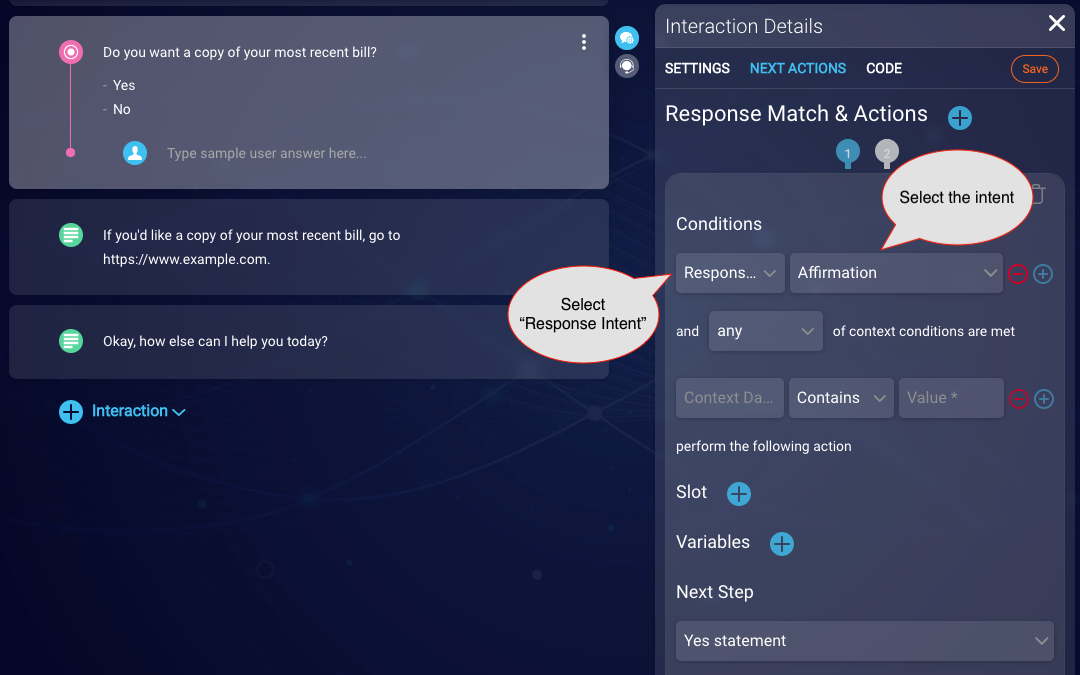 Do you want a copy of your most recent bill?
- Yes
- No
Type sample user answer here...
If you'd like a copy of your most recent bill, go to
https://www.example.com.
Okay, how else can I help you today?
Interaction
Interaction Details
SETTINGS NEXT ACTIONS CODE Save
Response Match & Actions
1 2
Select the intent
Conditions
Respons... Affirmation
Select
“Response Intent”
and any of context conditions are met
Context Da... Contains Value *
perform the following action
Slot
Variables
Next Step
Yes statement